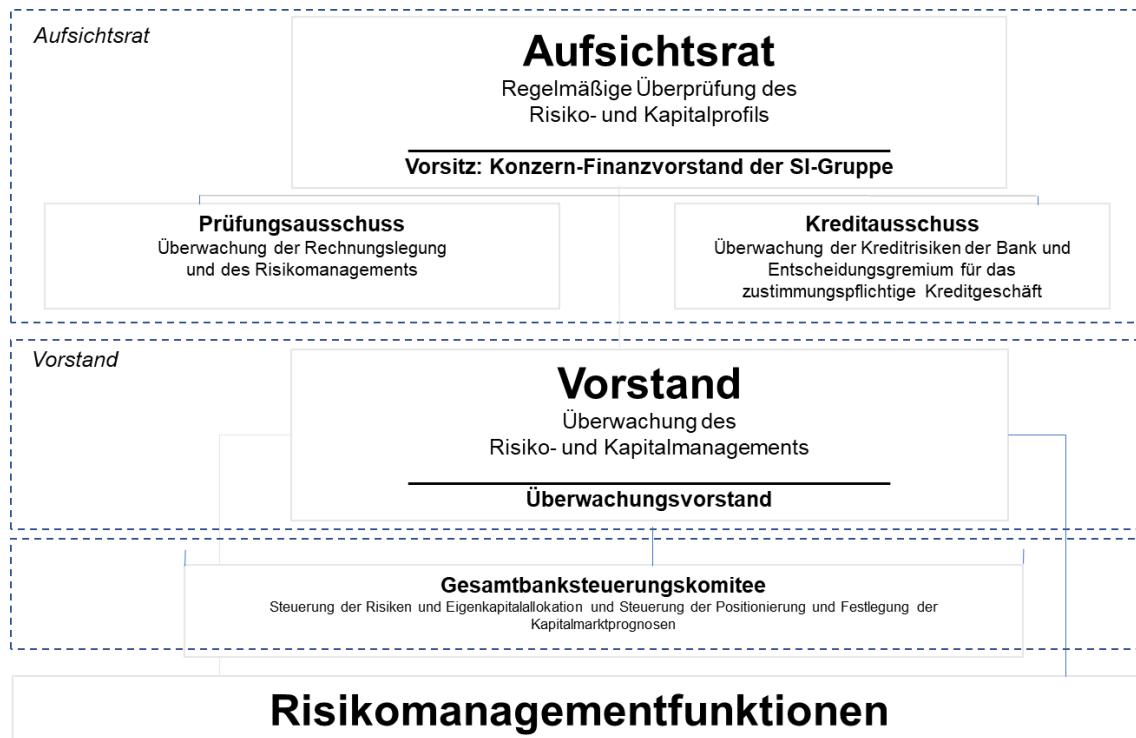 Aufsichtsrat
Aufsichtsrat
Regelmäßige Überprüfung des
Risiko- und Kapitalprofils
Vorsitz: Konzern-Finanzvorstand der SI-Gruppe
Prüfungsausschuss
Überwachung der Rechnungslegung
und des Risikomanagements
Kreditausschuss
Überwachung der Kreditrisiken der Bank und
Entscheidungsgremium für das
zustimmungspflichtige Kreditgeschäft
Vorstand
Vorstand
Überwachung des
Risiko- und Kapitalmanagements
Überwachungsvorstand
Gesamtbanksteuerungskomitee
Steuerung der Risiken und Eigenkapitalallokation und Steuerung der Positionierung und Festlegung der
Kapitalmarktprognosen
Risikomanagementfunktionen